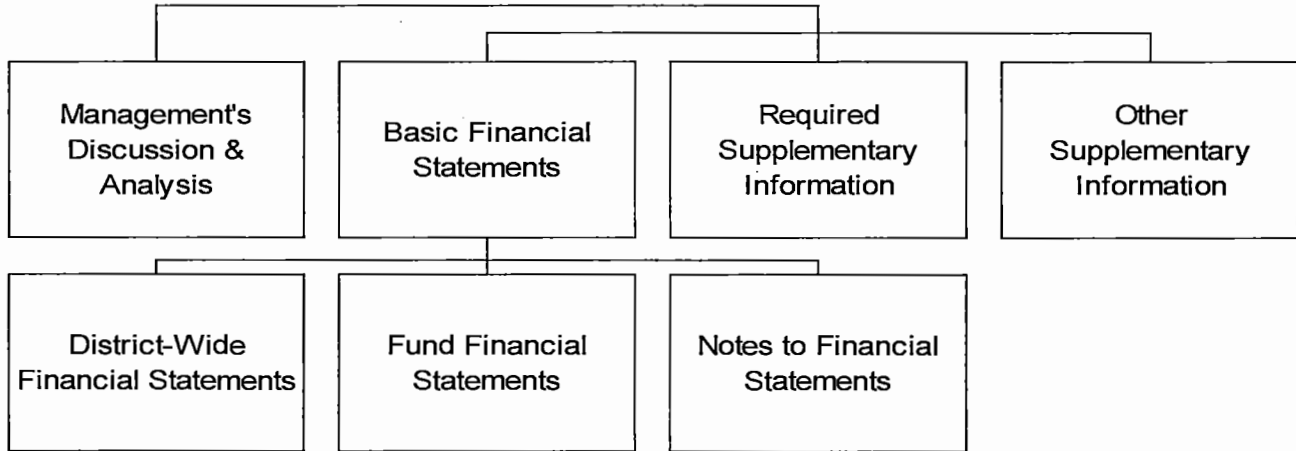 Management's
Discussion &
Analysis
Basic Financial
Statements
Required
Supplementary
Information
Other
Supplementary
Information
District-Wide
Financial Statements
Fund Financial
Statements
Notes to Financial
Statements